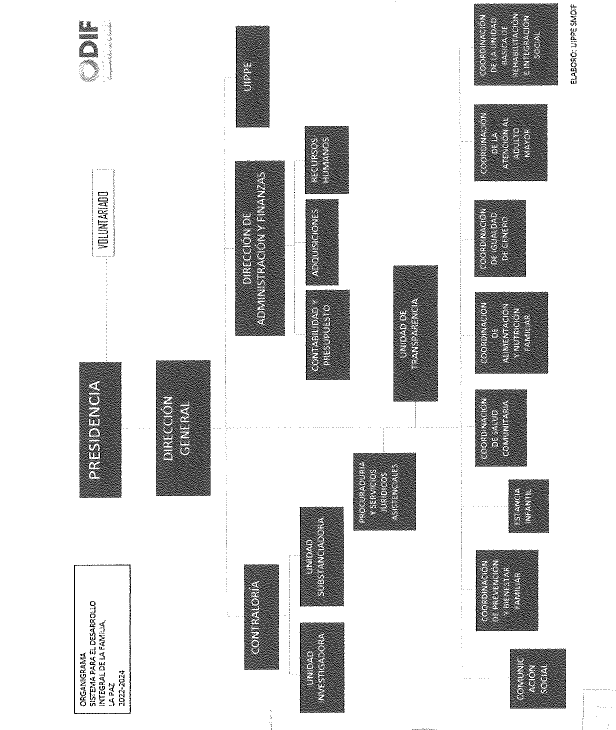 ORGANIGRAMA
SISTEMA PARA EL DESARROLLO
INTEGRAL DE LA FAMILIA,
LA PAZ
2022-2024
PRESIDENCIA
VOLUNTARIADO
DIF
DIRECCIÓN
GENERAL
CONTRALORÍA
DIRECCIÓN DE
ADMINISTRACIÓN Y FINANZAS
UIPPE
UNIDAD
INVESTIGADORA
UNIDAD
SUBSTANCIADORA
CONTABILIDAD Y
PRESUPUESTO
ADQUISICIONES
RECURSOS
HUMANOS
PROCURADURIA
Y SERVICIOS
JURÍDICOS
ASISTENCIALES
UNIDAD DE
TRANSPARENCIA
COMUNIC
ACIÓN
SOCIAL
COORDINACIÓN
DE PREVENCIÓN
Y BIENESTAR
FAMILIAR
ESTANCIA
INFANTIL
COORDINACIÓN
DE SALUD
COMUNITARIA
COORDINACIÓN
DE
ALIMENTACIÓN
Y NUTRICIÓN
FAMILIAR
COORDINACIÓN
DE IGUALDAD
DE GÉNERO
COORDINACIÓN
DE LA
ATENCIÓN AL
ADULTO
MAYOR
COORDINACIÓN
DE LA UNIDAD
BÁSICA DE
REHABILITACIÓN
E INTEGRACIÓN
SOCIAL
ELABORO: UIPPE SMDIF